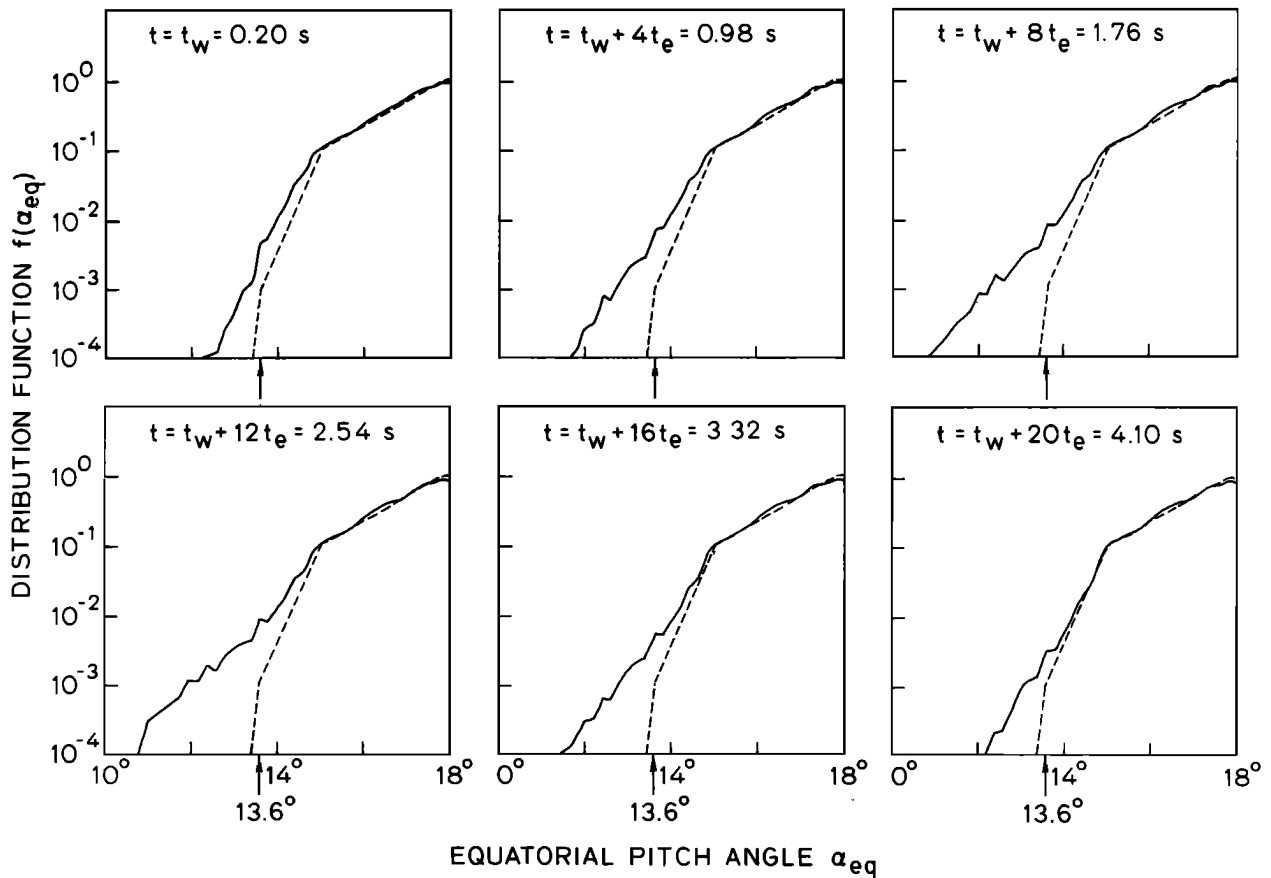 t = t_w = 0.20 s
t = t_w + 4t_e = 0.98 s
t = t_w + 8t_e = 1.76 s
10^0
10^-1
10^-2
10^-3
10^-4
t = t_w + 12t_e = 2.54 s
t = t_w + 16t_e = 3 32 s
t = t_w + 20t_e = 4.10 s
10^0
10^-1
10^-2
10^-3
10^-4
10° 14° 18°
0° 14° 18°
0° 14° 18°
13.6°
13.6°
13.6°
DISTRIBUTION FUNCTION f(α_eq)
EQUATORIAL PITCH ANGLE α_eq